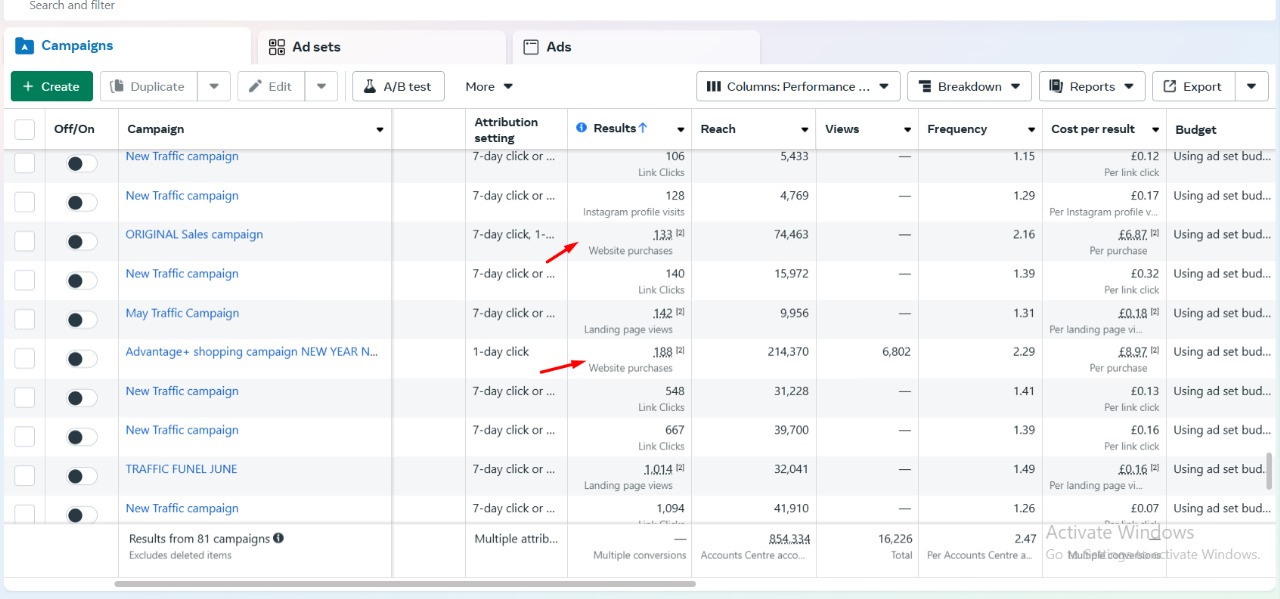 Search and filter
Campaigns Ad sets Ads
+ Create Duplicate Edit A/B test More Columns: Performance ... Breakdown Reports Export
Off/On Campaign Attribution setting Results↑ Reach Views Frequency Cost per result Budget
New Traffic campaign 7-day click or ... 106 5,433 — 1.15 £0.12 Using ad set bud...
Link Clicks Per link click
New Traffic campaign 7-day click or ... 128 4,769 — 1.29 £0.17 Using ad set bud...
Instagram profile visits Per Instagram profile v...
ORIGINAL Sales campaign 7-day click, 1-... 133 [2] 74,463 — 2.16 £6.87 [2] Using ad set bud...
Website purchases Per purchase
New Traffic campaign 7-day click or ... 140 15,972 — 1.39 £0.32 Using ad set bud...
Link Clicks Per link click
May Traffic Campaign 7-day click or ... 142 [2] 9,956 — 1.31 £0.18 [2] Using ad set bud...
Landing page views Per landing page vi...
Advantage+ shopping campaign NEW YEAR N... 1-day click 188 [2] 214,370 6,802 2.29 £8.97 [2] Using ad set bud...
Website purchases Per purchase
New Traffic campaign 7-day click or ... 548 31,228 — 1.41 £0.13 Using ad set bud...
Link Clicks Per link click
New Traffic campaign 7-day click or ... 667 39,700 — 1.39 £0.16 Using ad set bud...
Link Clicks Per link click
TRAFFIC FUNEL JUNE 7-day click or ... 1,014 [2] 32,041 — 1.49 £0.16 [2] Using ad set bud...
Landing page views Per landing page vi...
New Traffic campaign 7-day click or ... 1,094 41,910 — 1.26 £0.07 Using ad set bud...
Link Clicks Per link click
Results from 81 campaigns Multiple attrib... — 854,334 16,226 2.47 —
Excludes deleted items Multiple conversions Accounts Centre acco... Total Per Accounts Centre a... Multiple conversions
Activate Windows
Go to Settings to activate Windows.